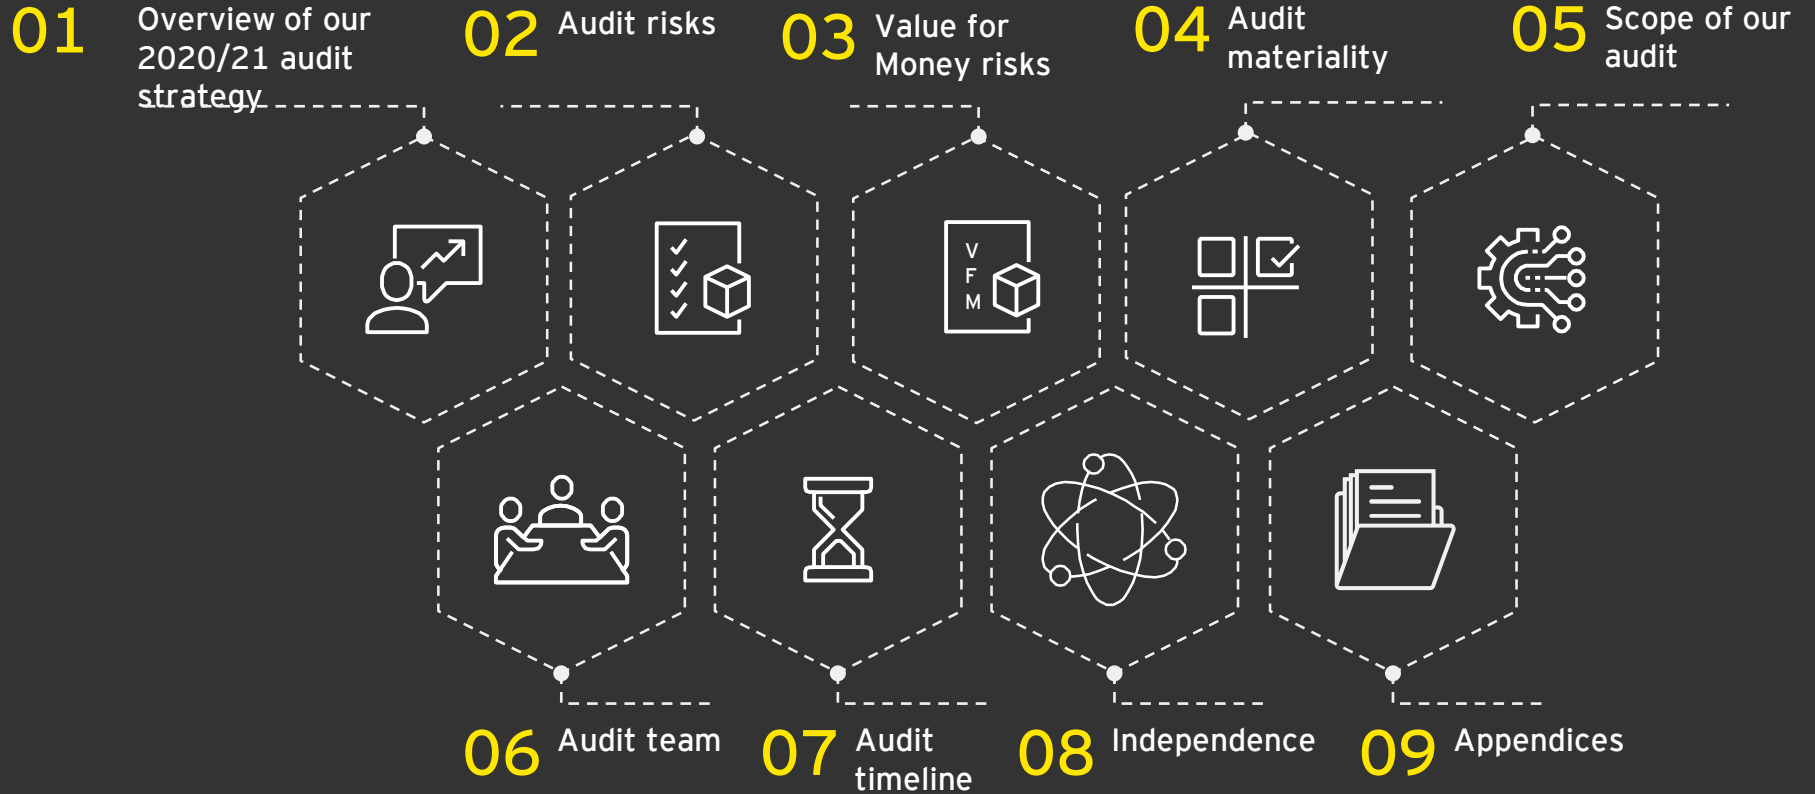 01 Overview of our
2020/21 audit
strategy
02 Audit risks
03 Value for
Money risks
04 Audit
materiality
05 Scope of our
audit
V
F
M
06 Audit team
07 Audit
timeline
08 Independence
09 Appendices